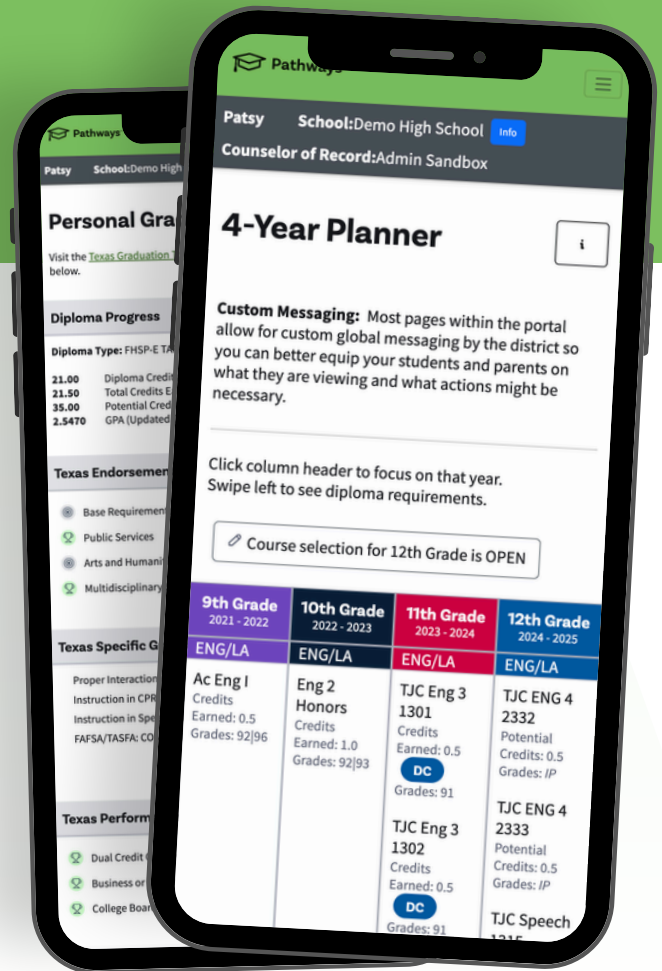 Pathways
Patsy
School:Demo High
Personal Gra
Visit the Texas Graduation T
below.
Diploma Progress
Diploma Type: FHSP-E TA
21.00 Diploma Credi
21.50 Total Credits E
35.00 Potential Cred
2.5470 GPA (Updated
Texas Endorsemen
Base Requiremen
Public Services
Arts and Humani
Multidisciplinary
Texas Specific G
Proper Interaction
Instruction in CPR
Instruction in Spe
FAFSA/TASFA: CO
Texas Perform
Dual Credit
Business or
College Boar
Pathways
Patsy School:Demo High School Info
Counselor of Record:Admin Sandbox
4-Year Planner
i
Custom Messaging: Most pages within the portal
allow for custom global messaging by the district so
you can better equip your students and parents on
what they are viewing and what actions might be
necessary.
Click column header to focus on that year.
Swipe left to see diploma requirements.
Course selection for 12th Grade is OPEN
9th Grade
2021 - 2022
ENG/LA
Ac Eng I
Credits
Earned: 0.5
Grades: 92|96
10th Grade
2022 - 2023
ENG/LA
Eng 2
Honors
Credits
Earned: 1.0
Grades: 92|93
11th Grade
2023 - 2024
ENG/LA
TJC Eng 3
1301
Credits
Earned: 0.5
DC
Grades: 91
TJC Eng 3
1302
Credits
Earned: 0.5
DC
Grades: 91
12th Grade
2024 - 2025
ENG/LA
TJC ENG 4
2332
Potential
Credits: 0.5
Grades: IP
TJC ENG 4
2333
Potential
Credits: 0.5
Grades: IP
TJC Speech
1315